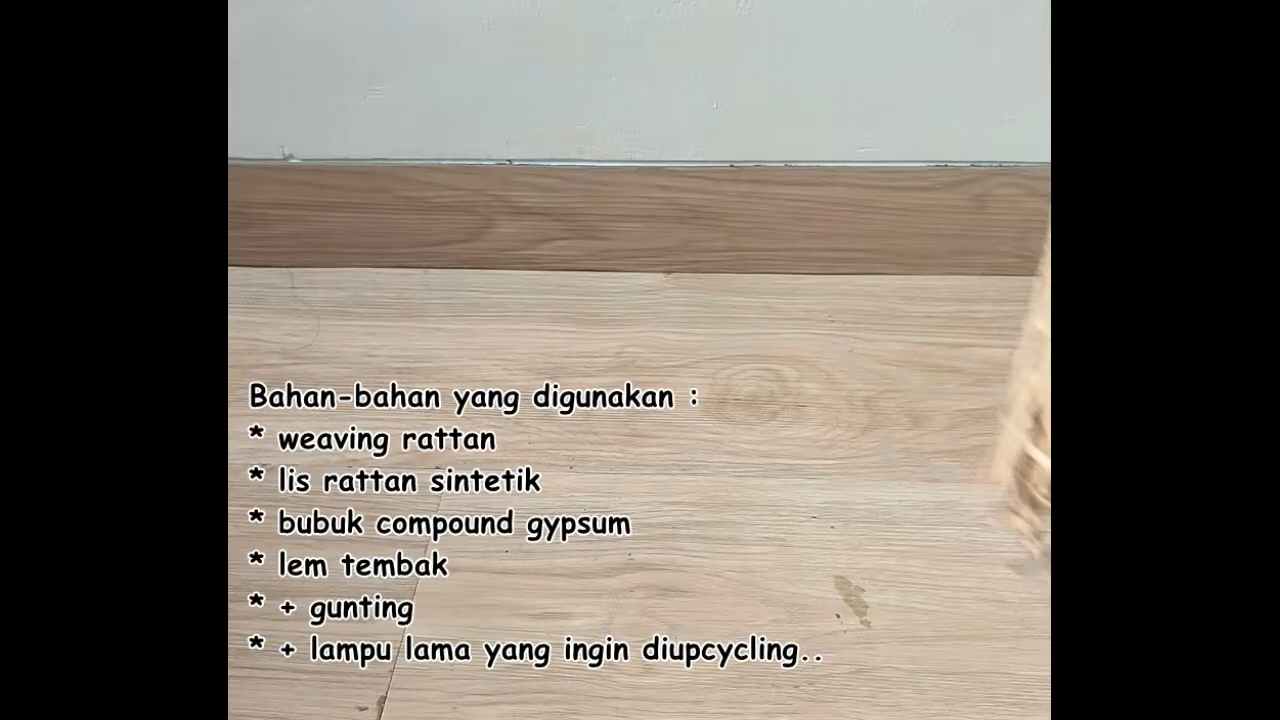 Bahan-bahan yang digunakan :
* weaving rattan
* lis rattan sintetik
* bubuk compound gypsum
* lem tembak
* + gunting
* + lampu lama yang ingin diupcycling..